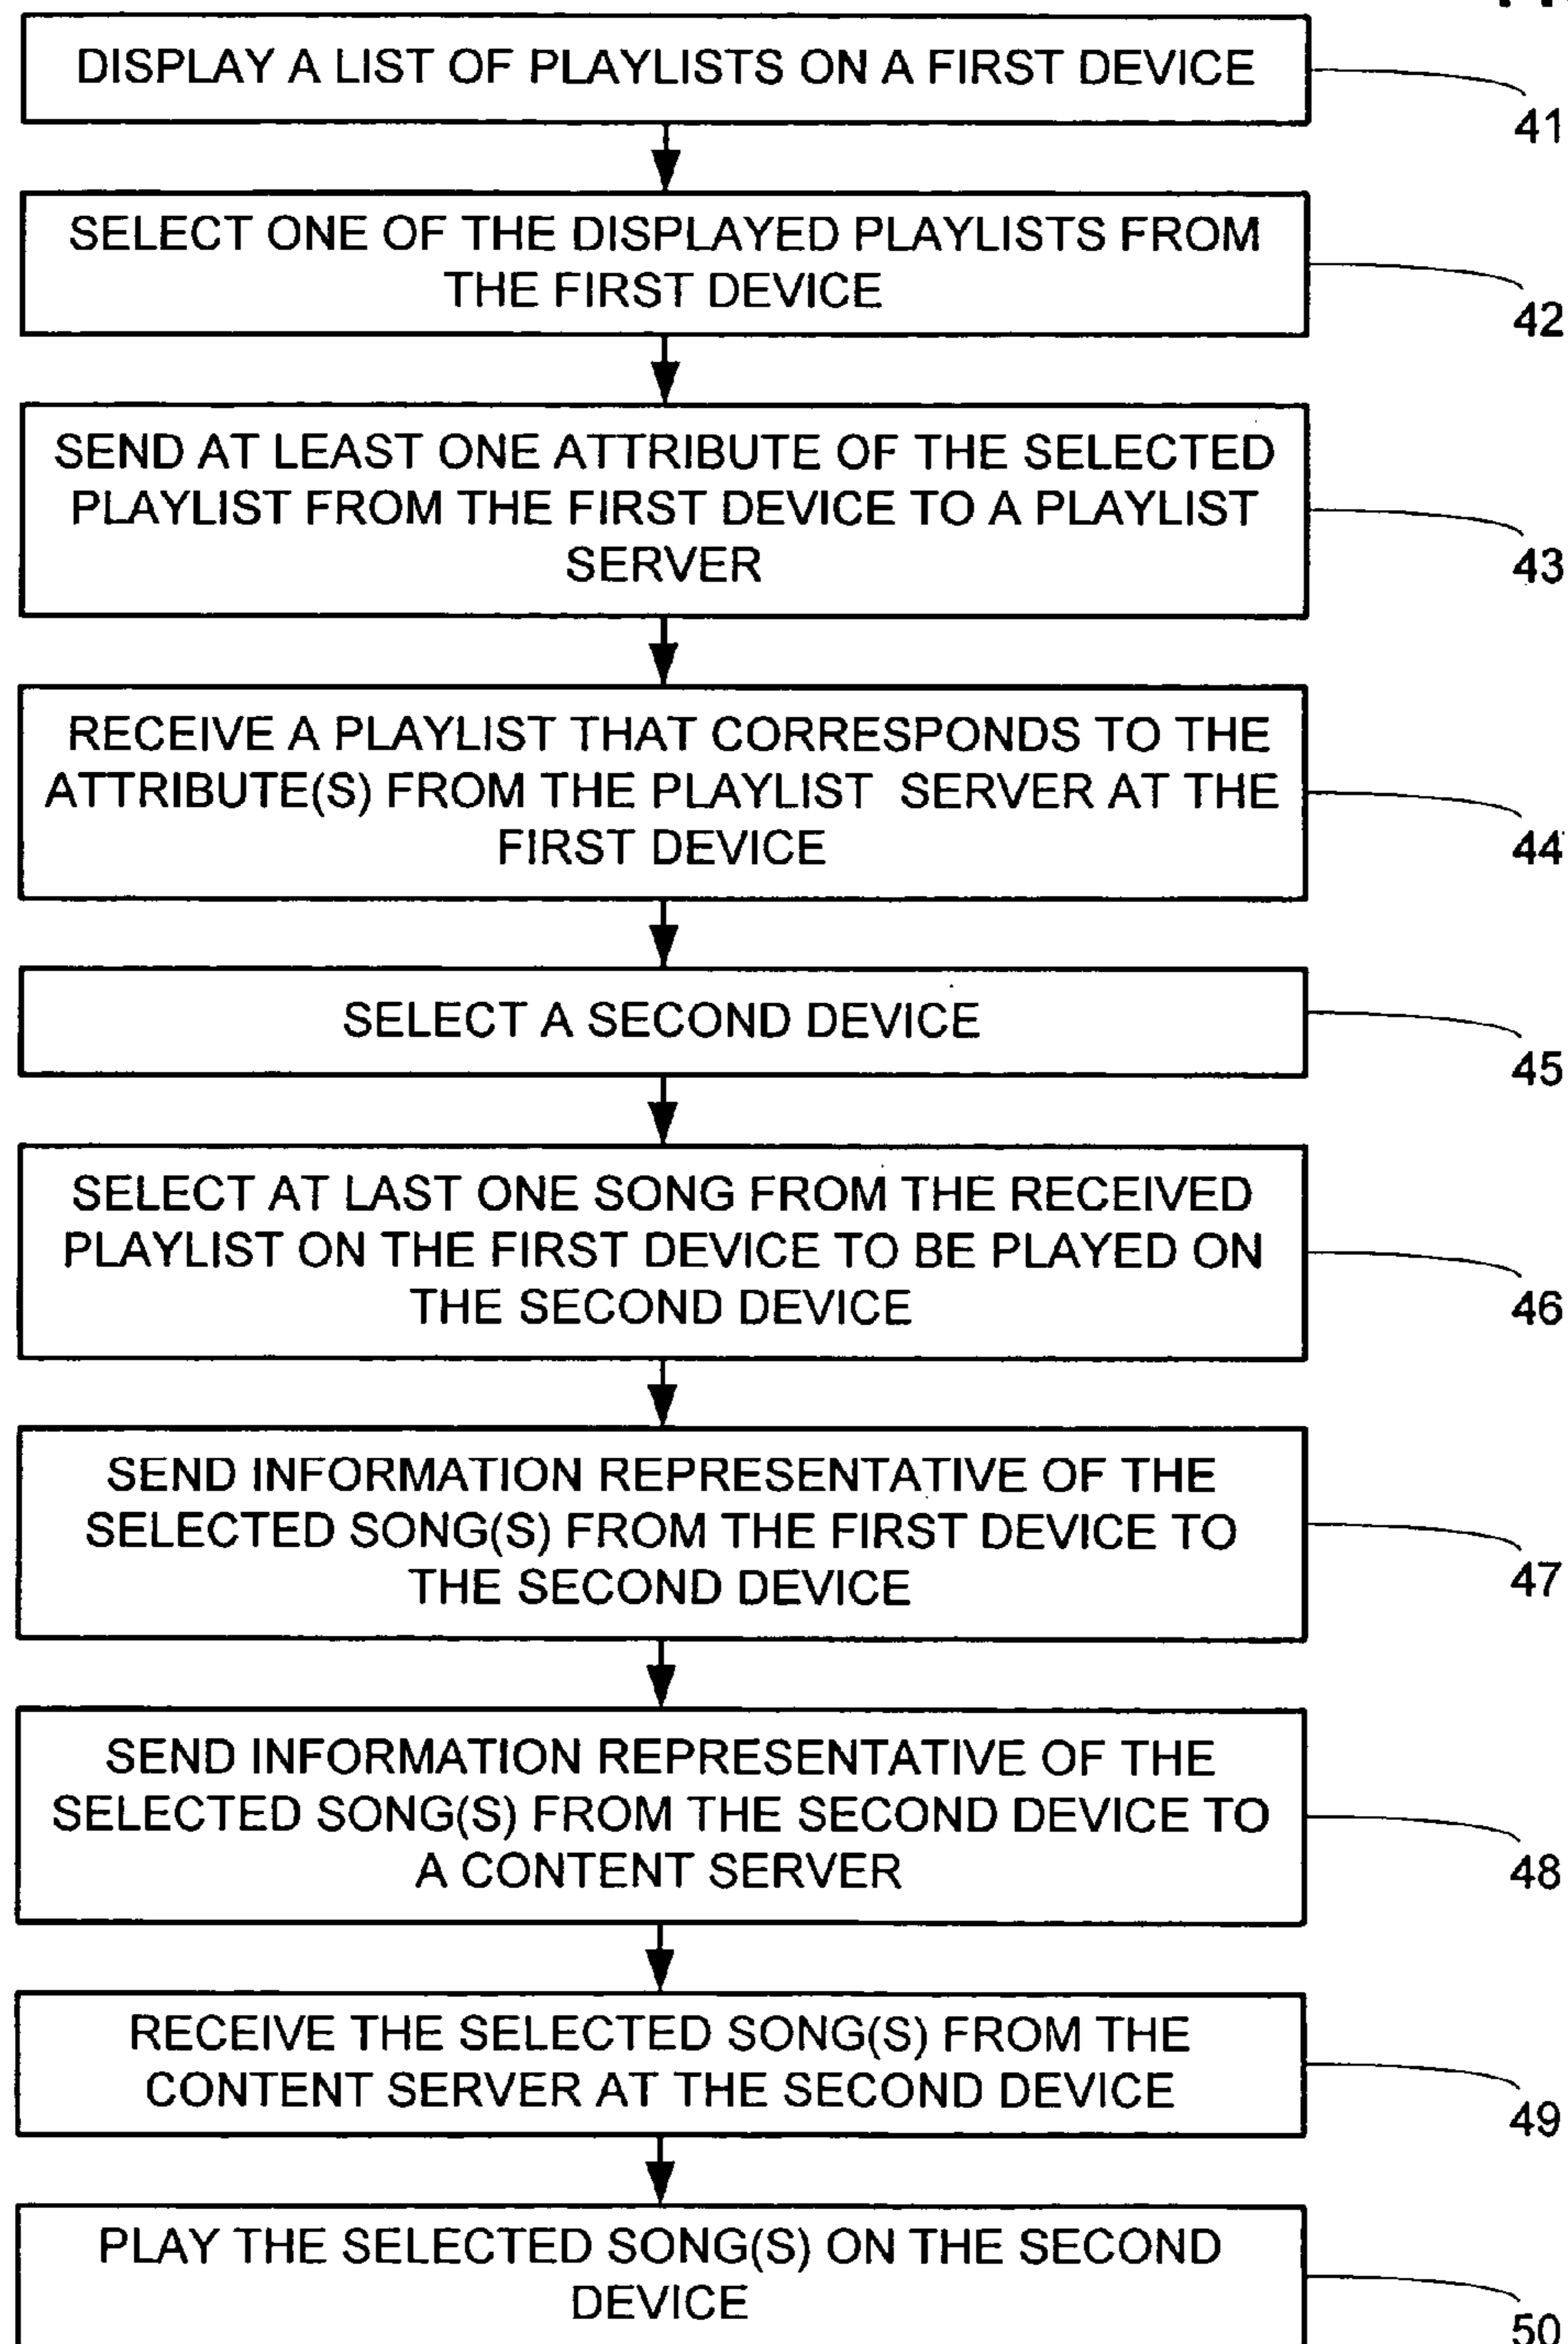 DISPLAY A LIST OF PLAYLISTS ON A FIRST DEVICE
41
SELECT ONE OF THE DISPLAYED PLAYLISTS FROM
THE FIRST DEVICE
42
SEND AT LEAST ONE ATTRIBUTE OF THE SELECTED
PLAYLIST FROM THE FIRST DEVICE TO A PLAYLIST
SERVER
43
RECEIVE A PLAYLIST THAT CORRESPONDS TO THE
ATTRIBUTE(S) FROM THE PLAYLIST SERVER AT THE
FIRST DEVICE
44
SELECT A SECOND DEVICE
45
SELECT AT LAST ONE SONG FROM THE RECEIVED
PLAYLIST ON THE FIRST DEVICE TO BE PLAYED ON
THE SECOND DEVICE
46
SEND INFORMATION REPRESENTATIVE OF THE
SELECTED SONG(S) FROM THE FIRST DEVICE TO
THE SECOND DEVICE
47
SEND INFORMATION REPRESENTATIVE OF THE
SELECTED SONG(S) FROM THE SECOND DEVICE TO
A CONTENT SERVER
48
RECEIVE THE SELECTED SONG(S) FROM THE
CONTENT SERVER AT THE SECOND DEVICE
49
PLAY THE SELECTED SONG(S) ON THE SECOND
DEVICE
50